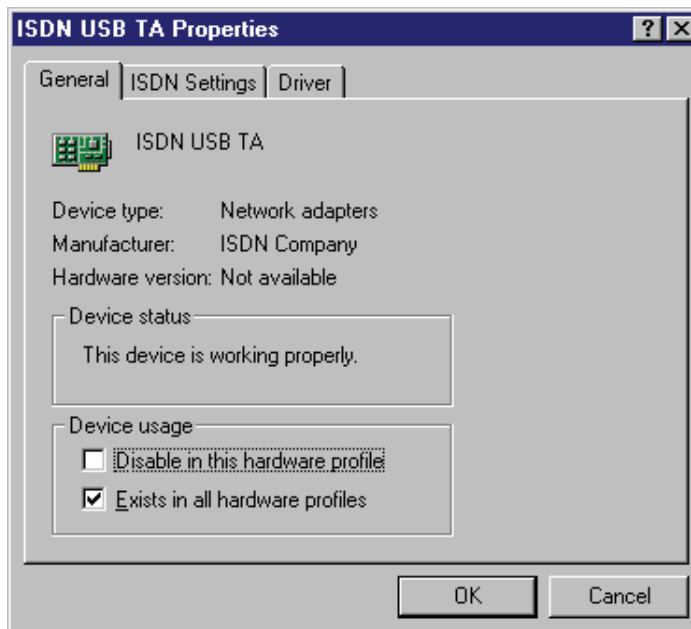 ISDN USB TA Properties
General ISDN Settings Driver
ISDN USB TA
Device type: Network adapters
Manufacturer: ISDN Company
Hardware version: Not available
Device status
This device is working properly.
Device usage
Disable in this hardware profile
Exists in all hardware profiles
OK Cancel